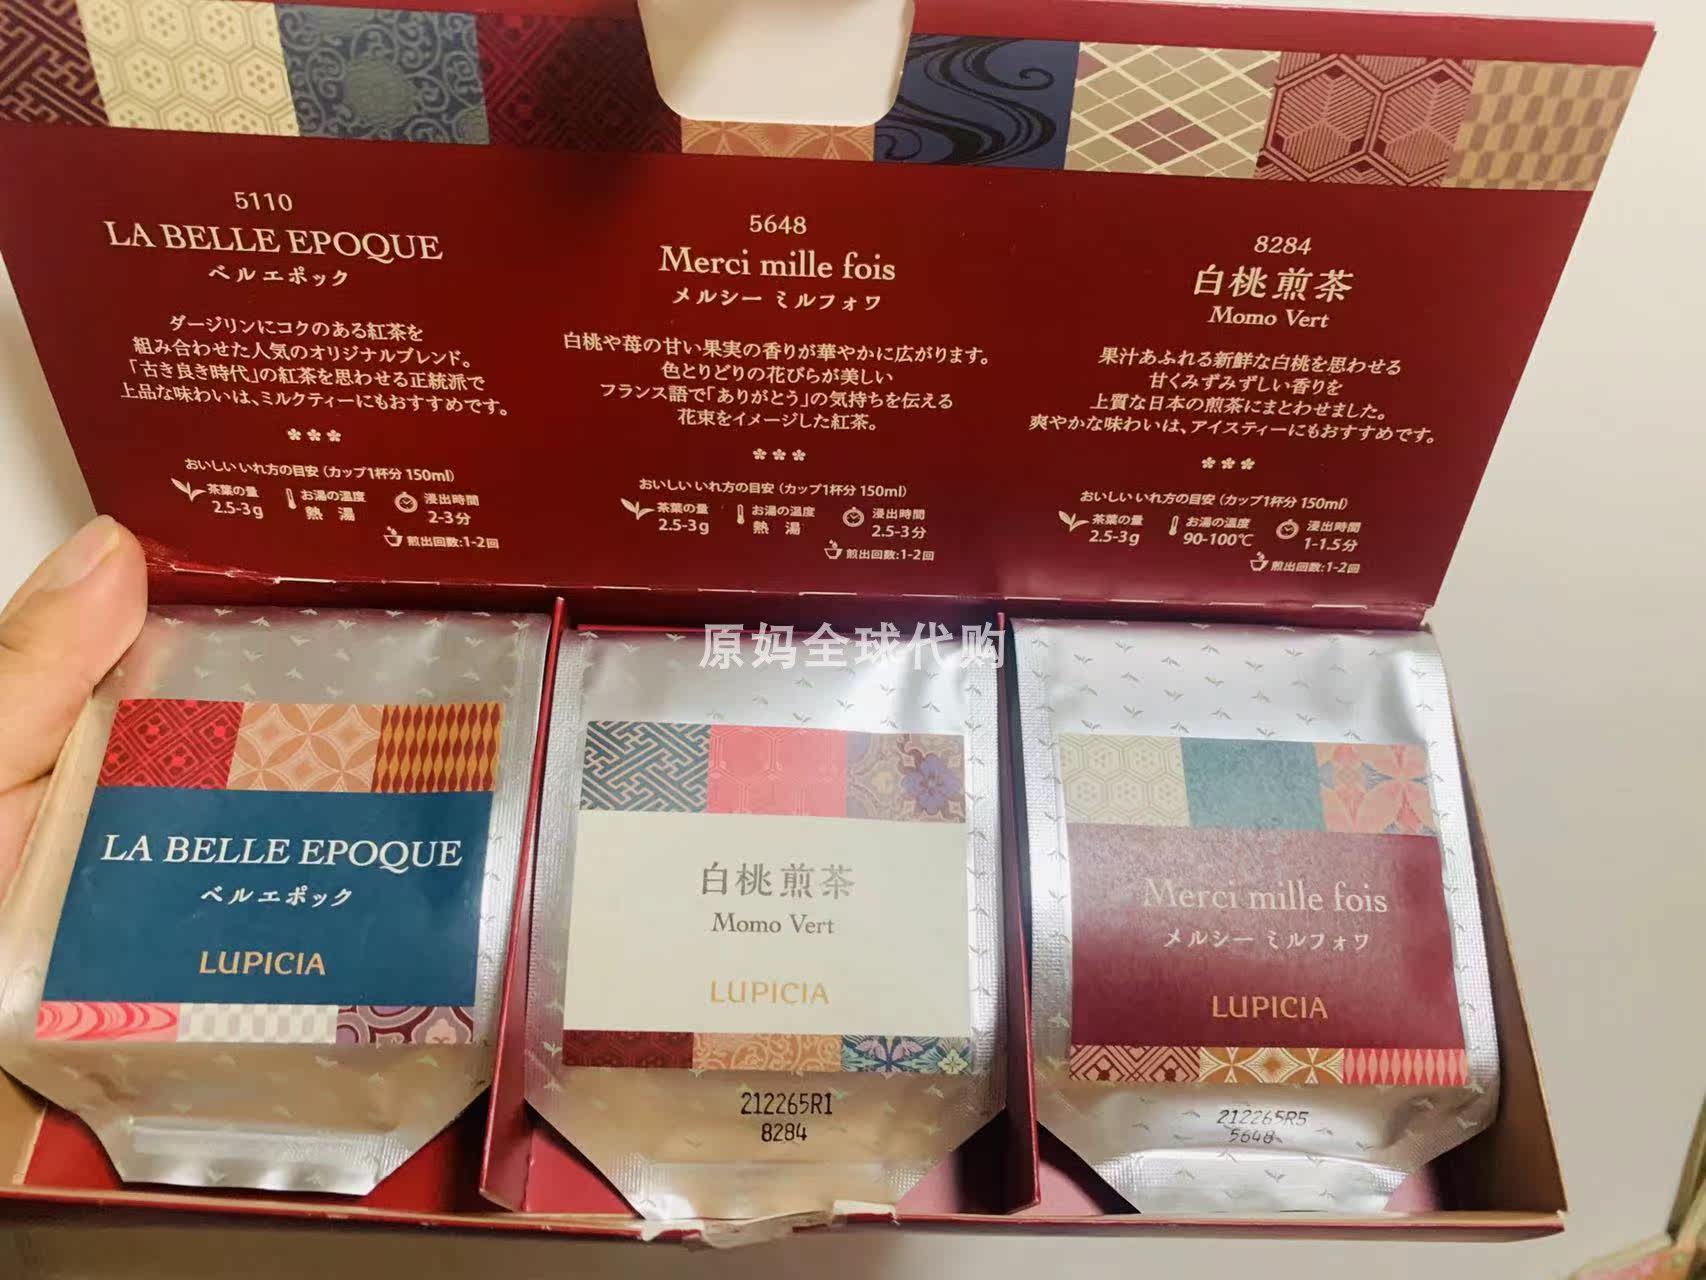 5110
LA BELLE EPOQUE
ベルエポック
ダージリンにコクのある紅茶を
組み合わせた人気のオリジナルブレンド。
「古き良き時代」の紅茶を思わせる正統派で
上品な味わいは、ミルクティーにもおすすめです。
おいしいいれ方の目安(カップ1杯分 150ml)
茶葉の量 お湯の温度 浸出時間
2.5-3g 熱湯 2-3分
煎出回数:1-2回
5648
Merci mille fois
メルシー ミルフォワ
白桃や苺の甘い果実の香りが華やかに広がります。
色とりどりの花びらが美しい
フランス語で「ありがとう」の気持ちを伝える
花束をイメージした紅茶。
おいしいいれ方の目安(カップ1杯分 150ml)
茶葉の量 お湯の温度 浸出時間
2.5-3g 熱湯 2.5-3分
煎出回数:1-2回
8284
白桃煎茶
Momo Vert
果汁あふれる新鮮な白桃を思わせる
甘くみずみずしい香りを
上質な日本の煎茶にまとわせました。
爽やかな味わいは、アイスティーにもおすすめです。
おいしいいれ方の目安(カップ1杯分 150ml)
茶葉の量 お湯の温度 浸出時間
2.5-3g 90-100℃ 1-1.5分
煎出回数:1-2回
原妈全球代购
LA BELLE EPOQUE
ベルエポック
LUPICIA
白桃煎茶
Momo Vert
LUPICIA
212265R1
8284
Merci mille fois
メルシー ミルフォワ
LUPICIA
212265R5
5648